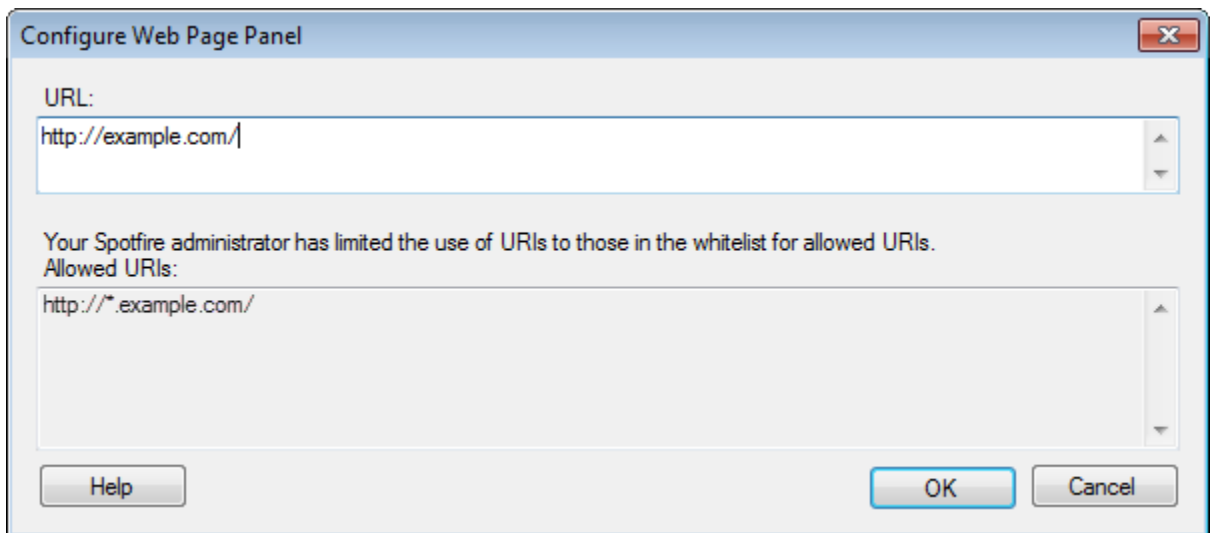 Configure Web Page Panel
URL:
http://example.com/
Your Spotfire administrator has limited the use of URIs to those in the whitelist for allowed URIs.
Allowed URIs:
http://*.example.com/
Help
OK
Cancel